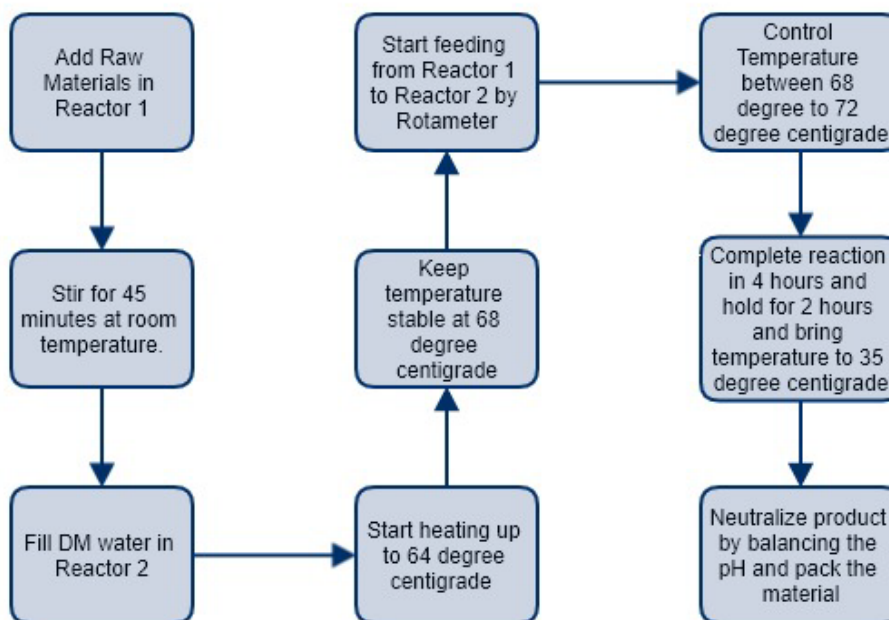 Add Raw
Materials in
Reactor 1
Stir for 45
minutes at room
temperature.
Fill DM water in
Reactor 2
Start heating up
to 64 degree
centigrade
Keep
temperature
stable at 68
degree
centigrade
Start feeding
from Reactor 1
to Reactor 2 by
Rotameter
Control
Temperature
between 68
degree to 72
degree centigrade
Complete reaction
in 4 hours and
hold for 2 hours
and bring
temperature to 35
degree centigrade
Neutralize product
by balancing the
pH and pack the
material